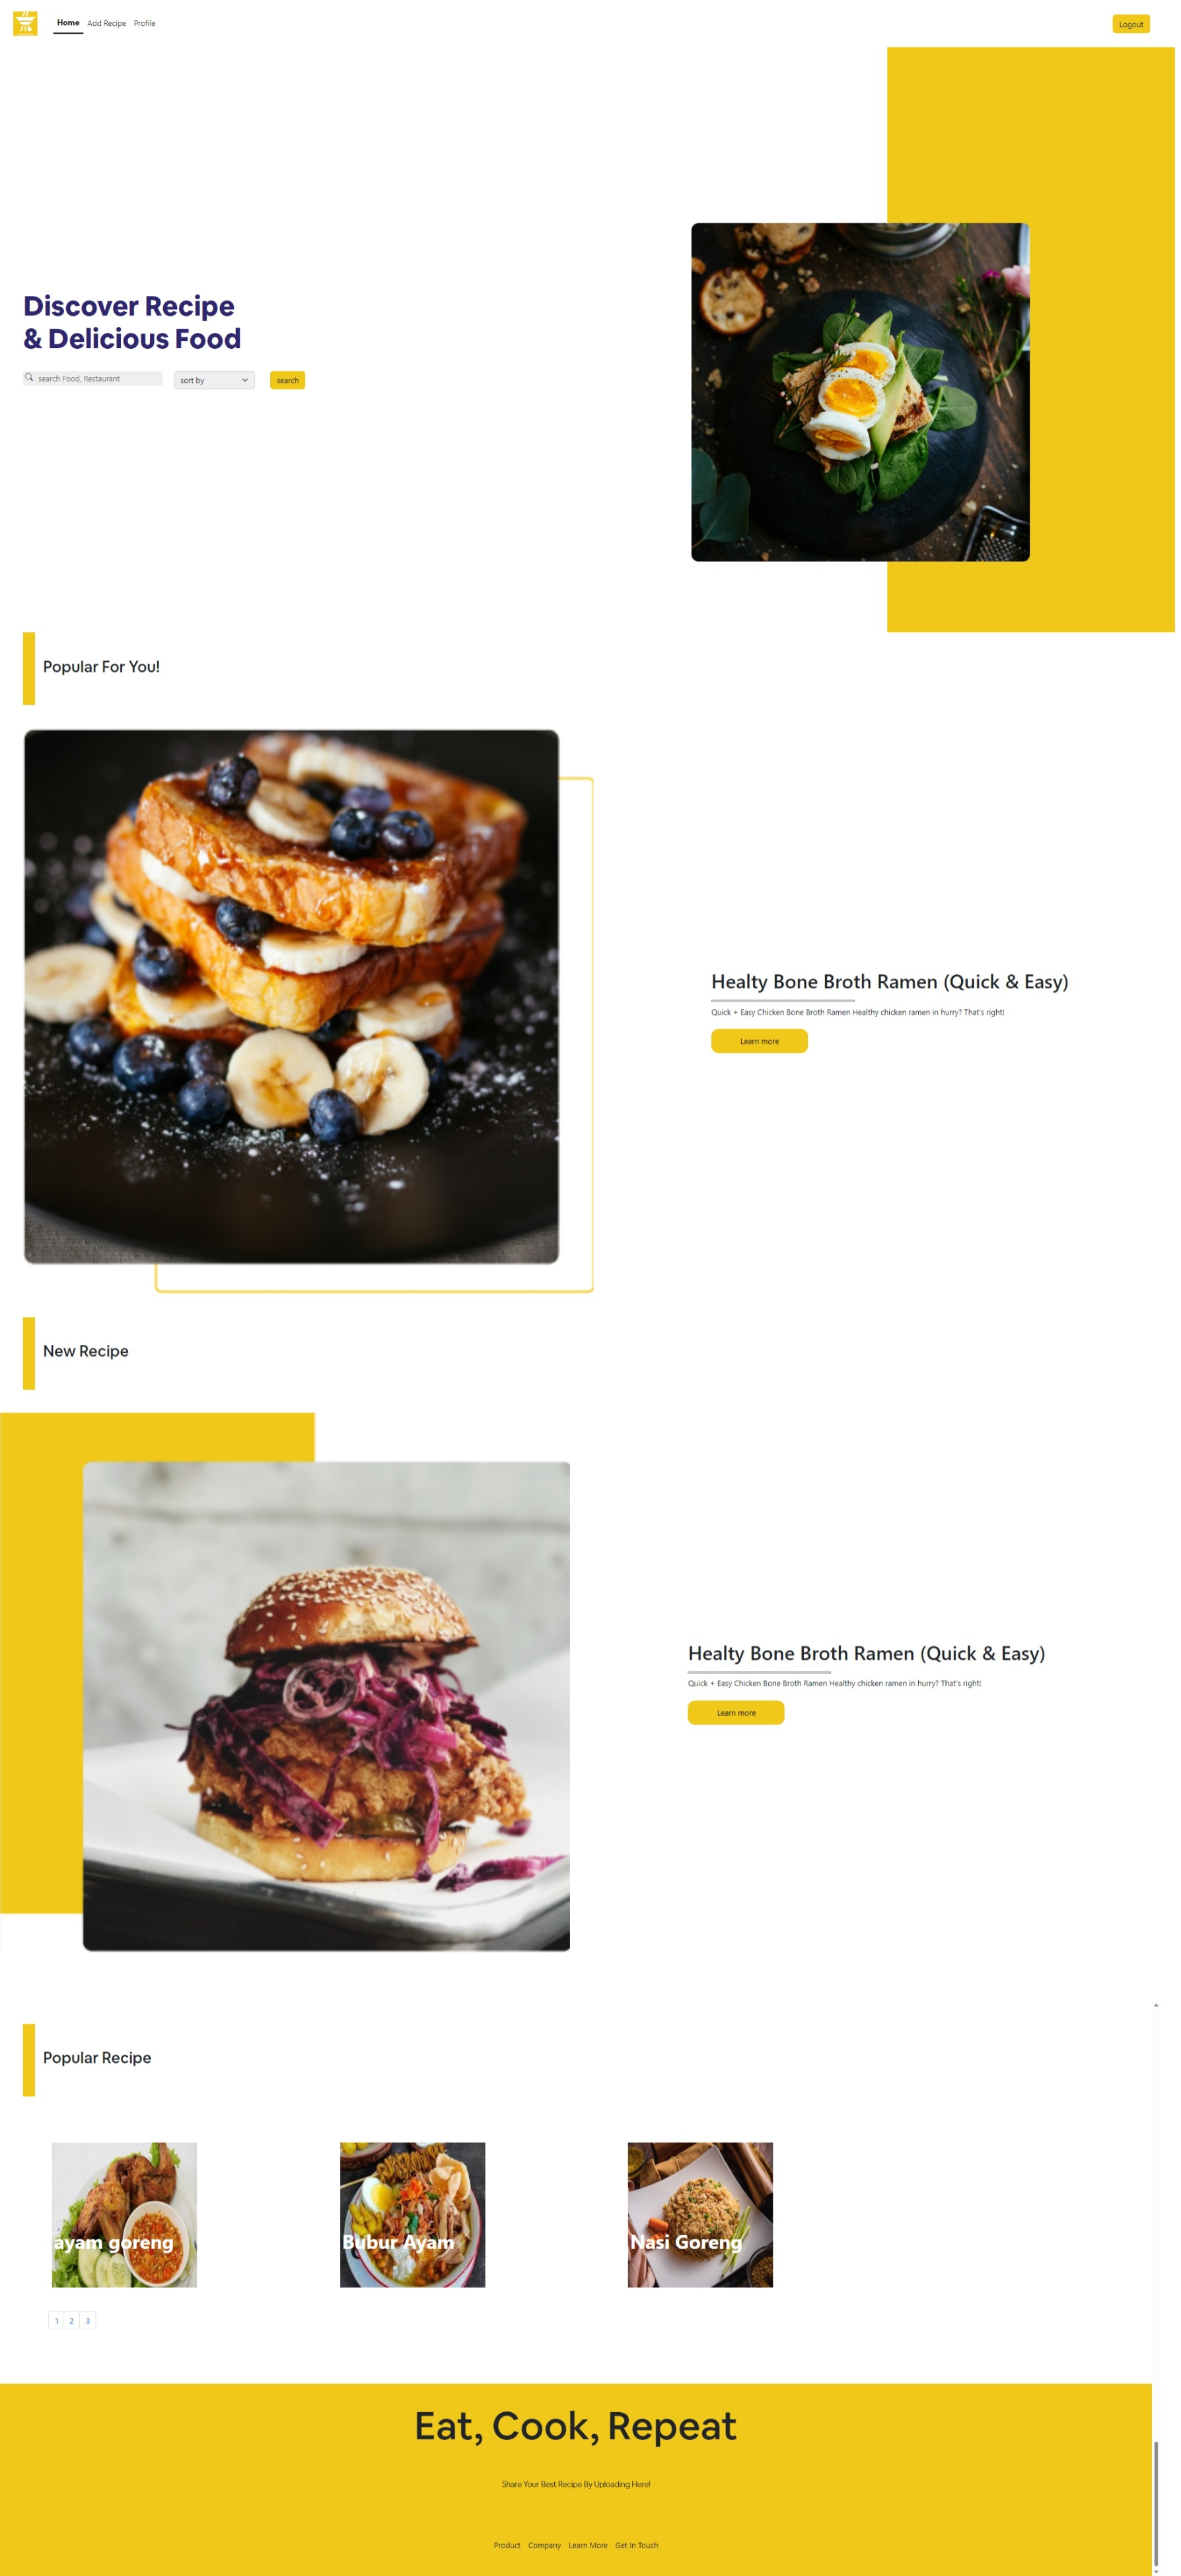 Home Add Recipe Profile
Logout
Discover Recipe
& Delicious Food
search Food, Restaurant
sort by
search
Popular For You!
Healty Bone Broth Ramen (Quick & Easy)
Quick + Easy Chicken Bone Broth Ramen Healthy chicken ramen in hurry? That's right!
Learn more
New Recipe
Healty Bone Broth Ramen (Quick & Easy)
Quick + Easy Chicken Bone Broth Ramen Healthy chicken ramen in hurry? That's right!
Learn more
Popular Recipe
ayam goreng
Bubur Ayam
Nasi Goreng
1 2 3
Eat, Cook, Repeat
Share Your Best Recipe By Uploading Here!
Product Company Learn More Get In Touch